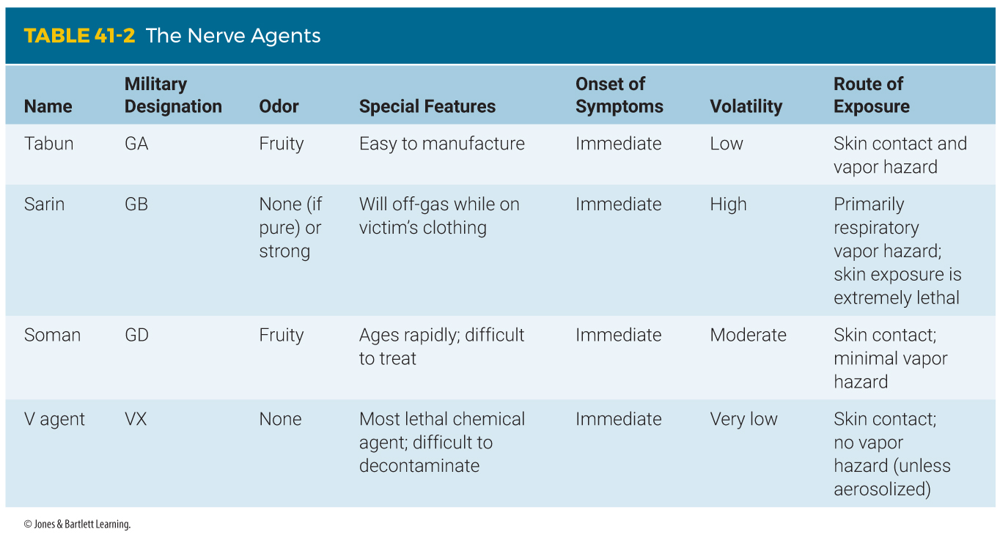 TABLE 41-2 The Nerve Agents
Name
Military
Designation
Odor
Special Features
Onset of
Symptoms
Volatility
Route of
Exposure
Tabun
GA
Fruity
Easy to manufacture
Immediate
Low
Skin contact and
vapor hazard
Sarin
GB
None (if
pure) or
strong
Will off-gas while on
victim’s clothing
Immediate
High
Primarily
respiratory
vapor hazard;
skin exposure is
extremely lethal
Soman
GD
Fruity
Ages rapidly; difficult
to treat
Immediate
Moderate
Skin contact;
minimal vapor
hazard
V agent
VX
None
Most lethal chemical
agent; difficult to
decontaminate
Immediate
Very low
Skin contact;
no vapor
hazard (unless
aerosolized)
© Jones & Bartlett Learning.